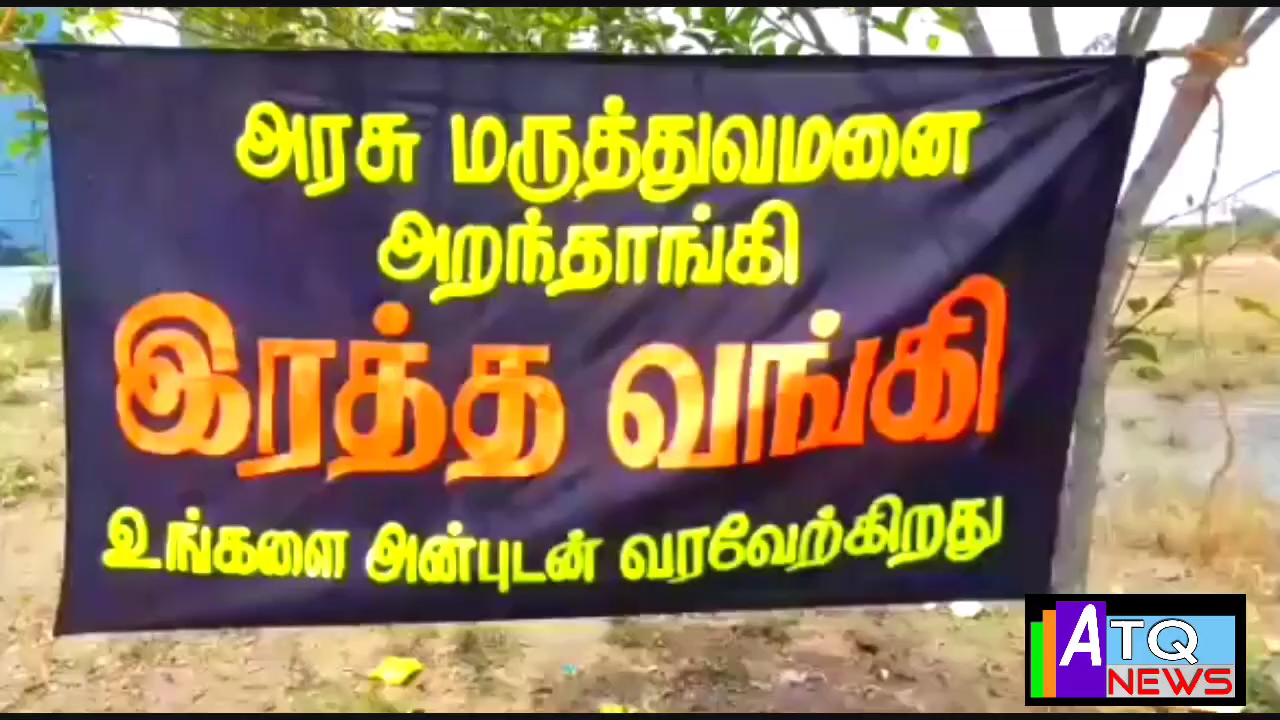 அரசு மருத்துவமனை
அறந்தாங்கி
இரத்த வங்கி
உங்களை அன்புடன் வரவேற்கிறது
ATQ
NEWS